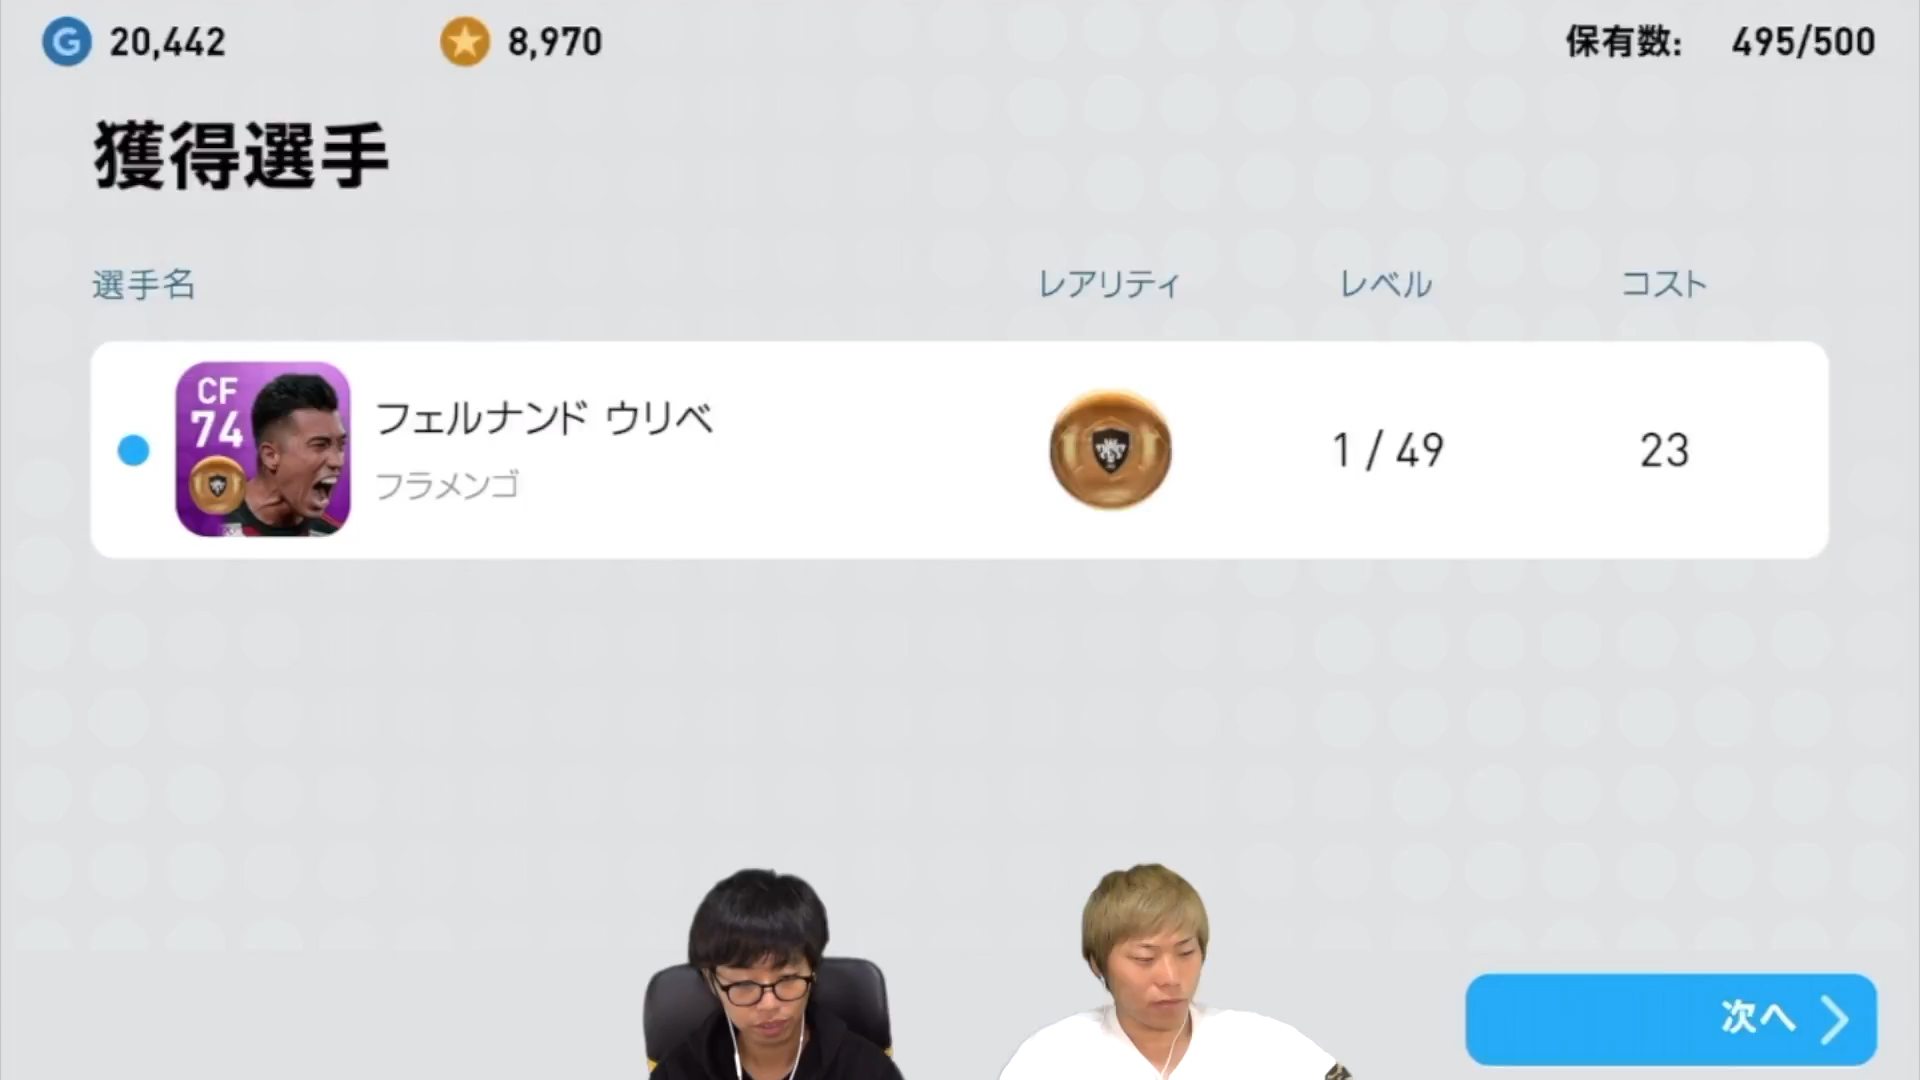 20,442
8,970
保有数: 495/500
獲得選手
選手名
レアリティ
レベル
コスト
CF
74
フェルナンド ウリベ
フラメンゴ
1 / 49
23
次へ